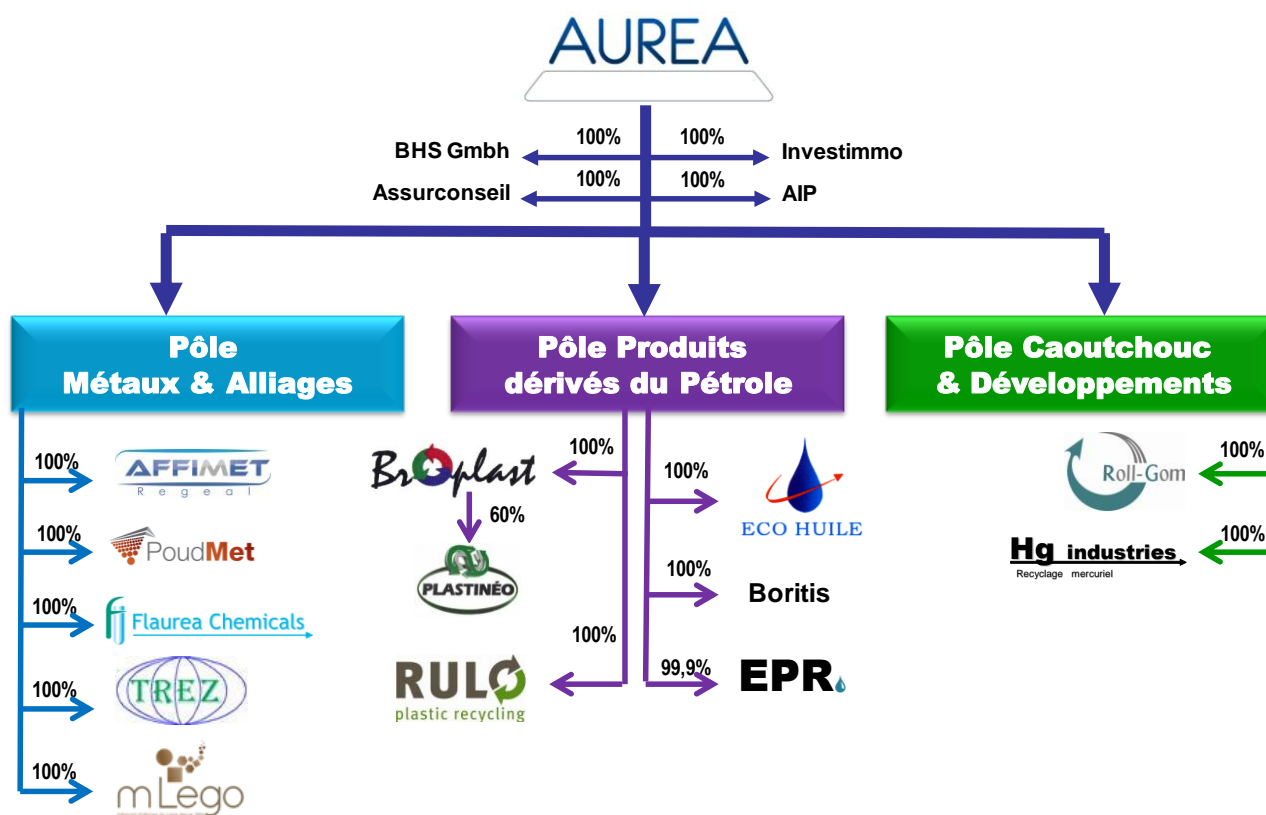 AUREA
BHS Gmbh
100%
100%
Investimmo
Assurconseil
100%
100%
AIP
Pôle
Métaux & Alliages
Pôle Produits
dérivés du Pétrole
Pôle Caoutchouc
& Développements
100%
AFFIMET
Regeal
100%
PoudMet
100%
Flaurea Chemicals
100%
TREZ
100%
mLego
Broplast
100%
60%
PLASTINÉO
100%
RULO
plastic recycling
100%
ECO HUILE
100%
Boritis
99,9%
EPR
Roll-Gom
100%
Hg industries
Recyclage mercuriel
100%